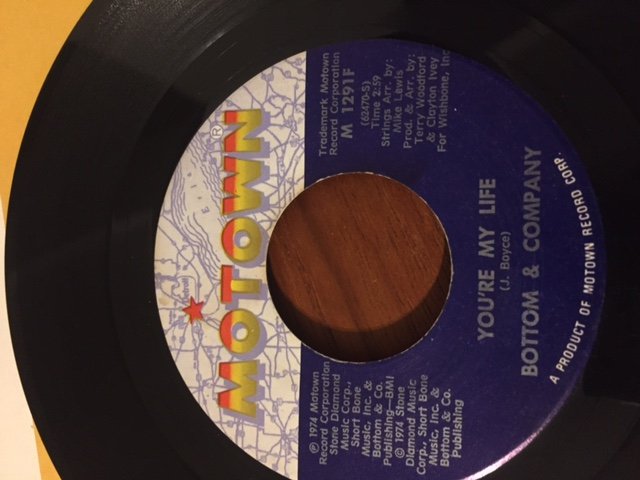 MOTOWN®
Detroit
Trademark Motown
Record Corporation
M 1291F
(62470-S)
Time 2:59
Strings Arr. by:
Mike Lewis
Prod. & Arr. by:
Terry Woodford
& Clayton Ivey
For Wishbone, Inc.
℗ 1974 Motown
Record Corporation
Stone Diamond
Music Corp.,
Short Bone
Music, Inc. &
Bottom & Co.
Publishing—BMI
© 1974 Stone
Diamond Music
Corp., Short Bone
Music, Inc. &
Bottom & Co.
Publishing
YOU'RE MY LIFE
(J. Boyce)
BOTTOM & COMPANY
A PRODUCT OF MOTOWN RECORD CORP.